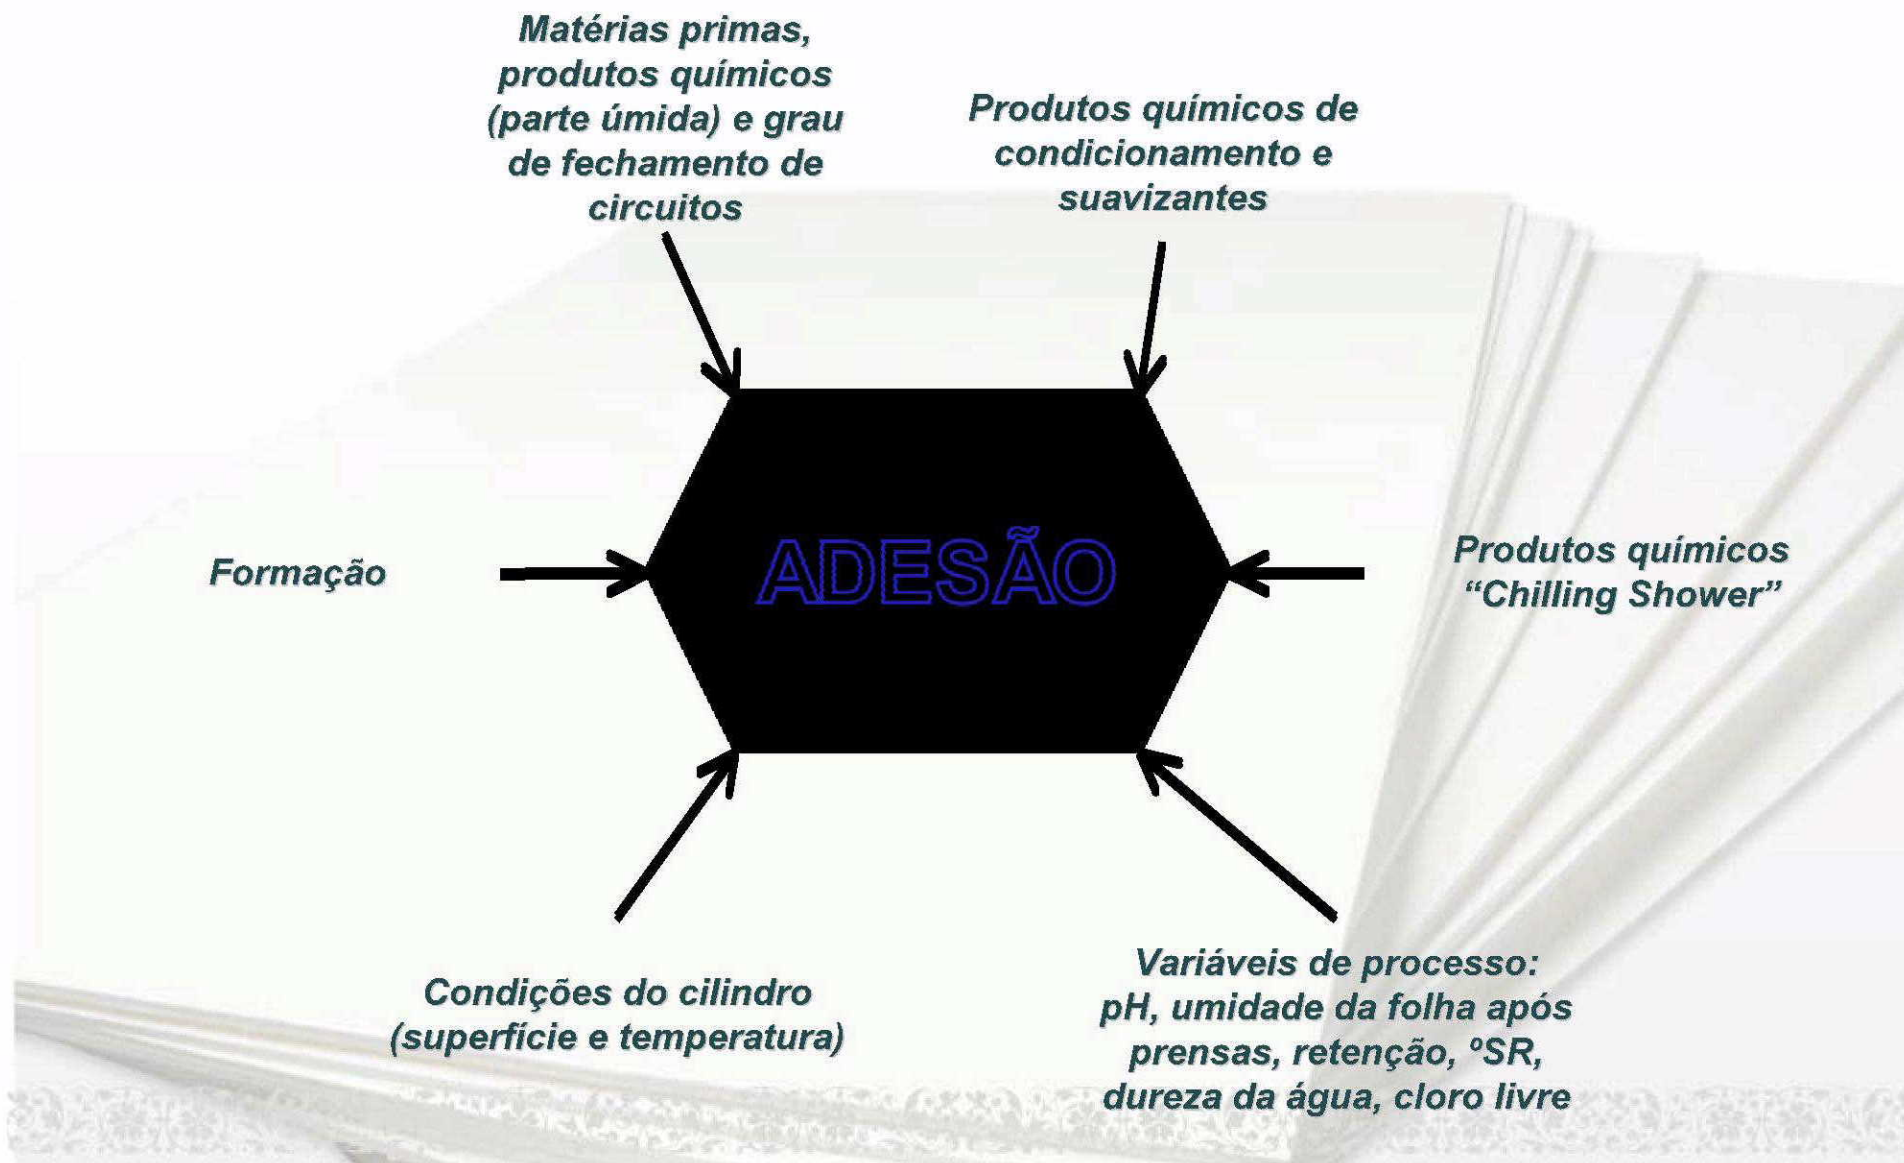 Matérias primas,
produtos químicos
(parte úmida) e grau
de fechamento de
circuitos
Produtos químicos de
condicionamento e
suavizantes
Formação
ADESÃO
Produtos químicos
“Chilling Shower”
Condições do cilindro
(superfície e temperatura)
Variáveis de processo:
pH, umidade da folha após
prensas, retenção, ºSR,
dureza da água, cloro livre